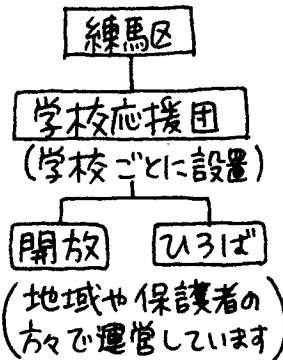 練馬区
学校応援団
(学校ごとに設置)
開放 ひろば
(地域や保護者の
方々で運営しています)